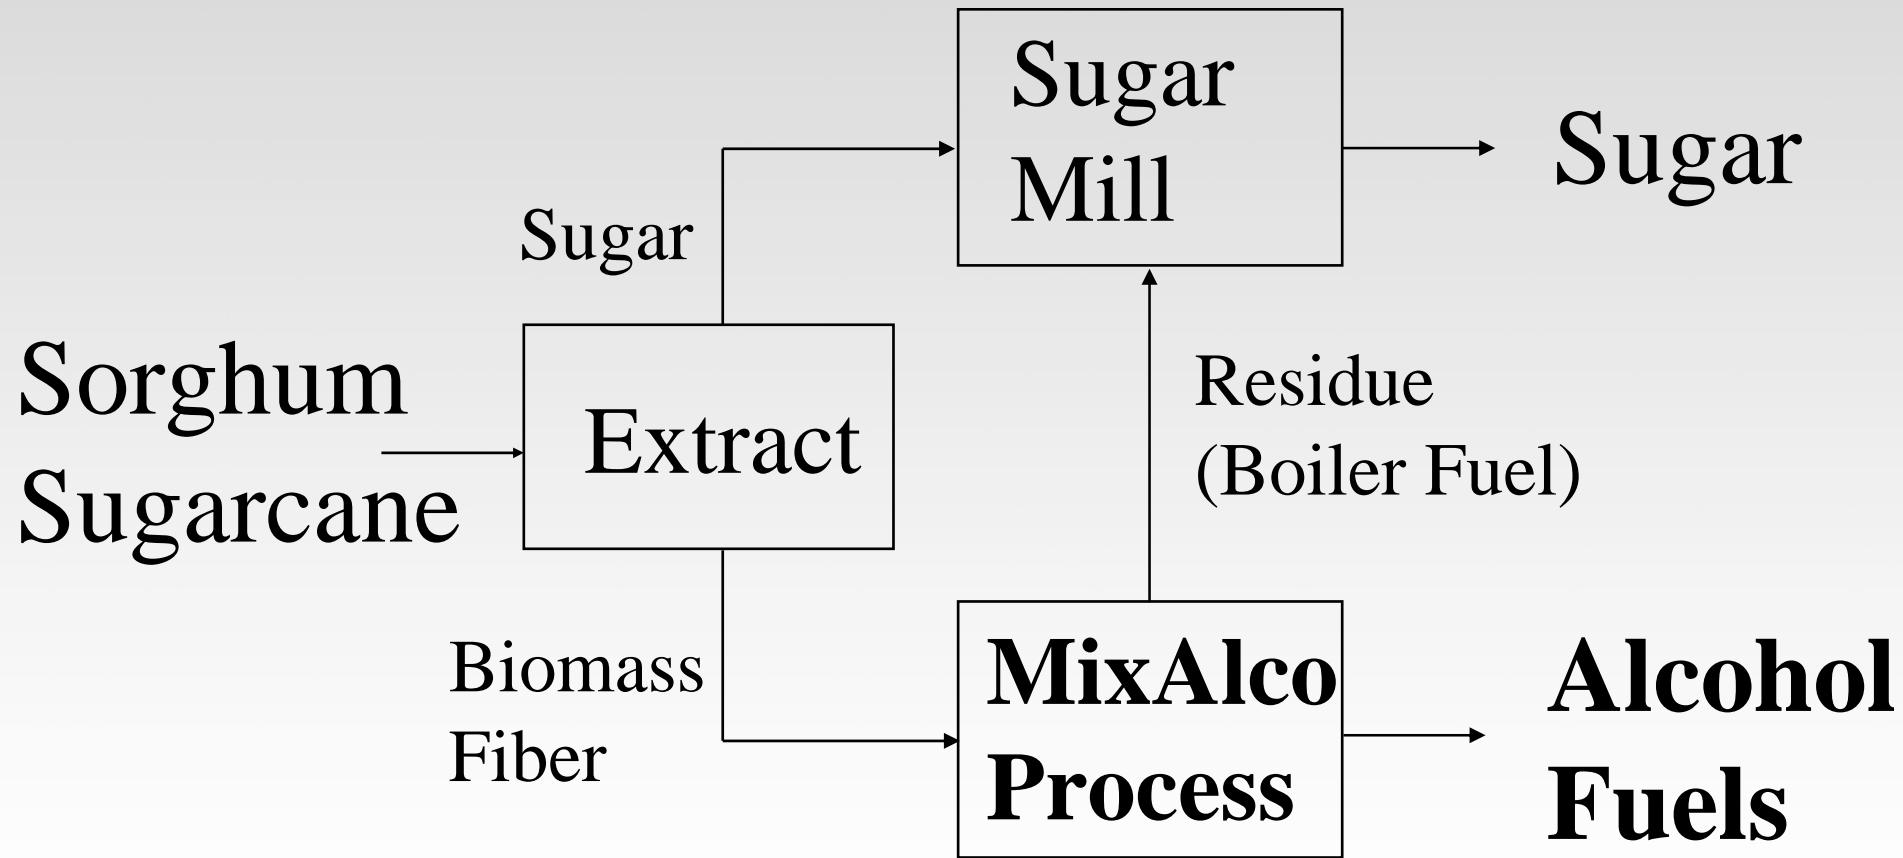 Sugar
Mill
Sugar
Sugar
Sorghum
Sugarcane
Extract
Residue
(Boiler Fuel)
Biomass
Fiber
MixAlco
Process
Alcohol
Fuels